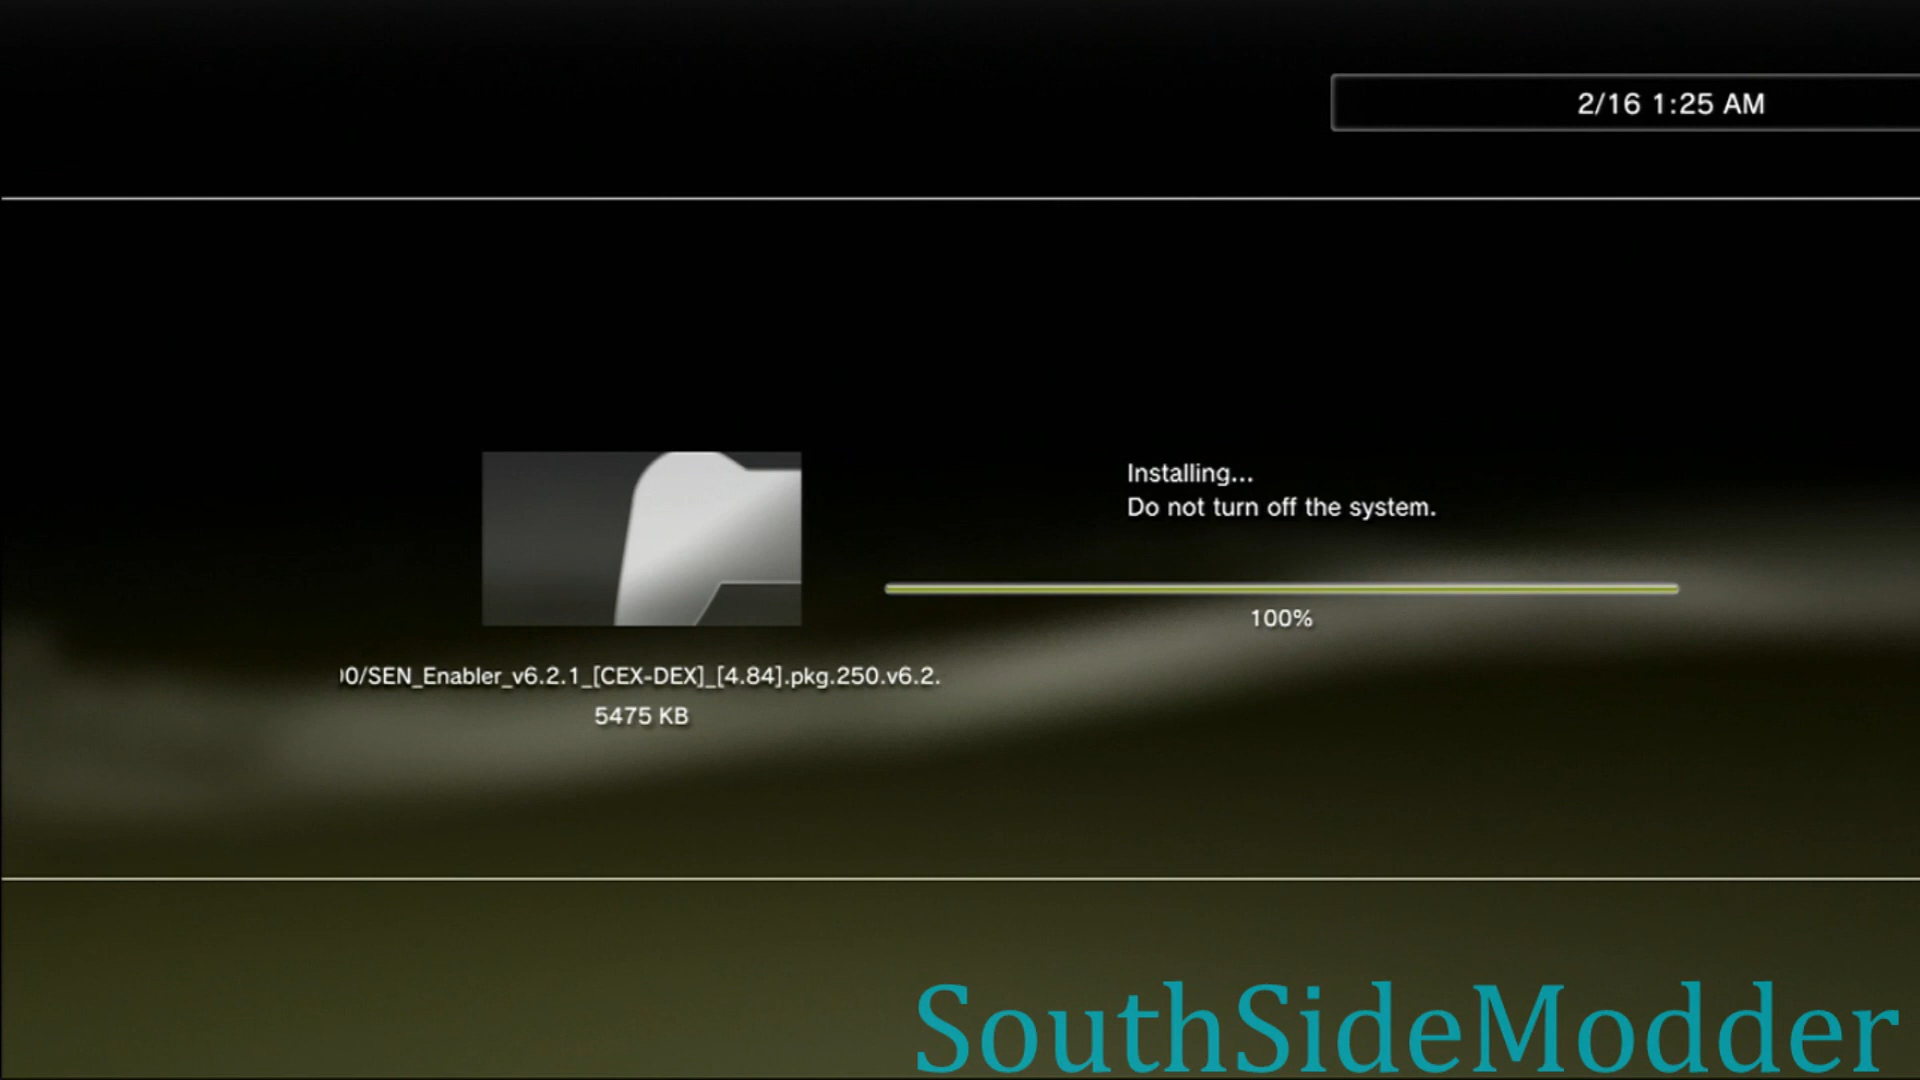 2/16 1:25 AM
Installing...
Do not turn off the system.
100%
0/SEN_Enabler_v6.2.1_[CEX-DEX]_[4.84].pkg.250.v6.2.
5475 KB
SouthSideModder